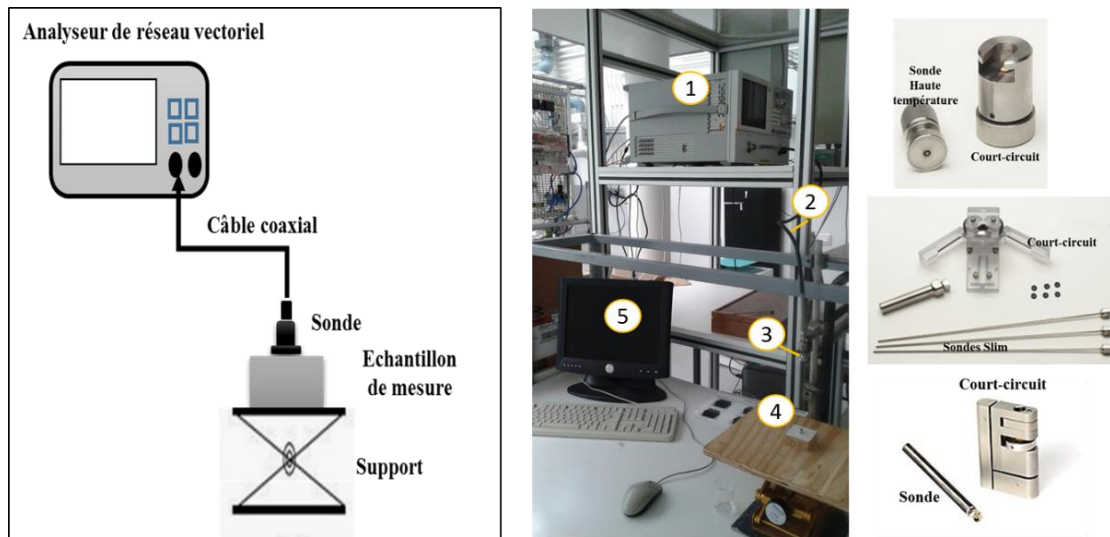 Analyseur de réseau vectoriel
Câble coaxial
Sonde
Echantillon
de mesure
Support
1
2
3
4
5
Sonde
Haute
température
Court-circuit
Court-circuit
Sondes Slim
Court-circuit
Sonde